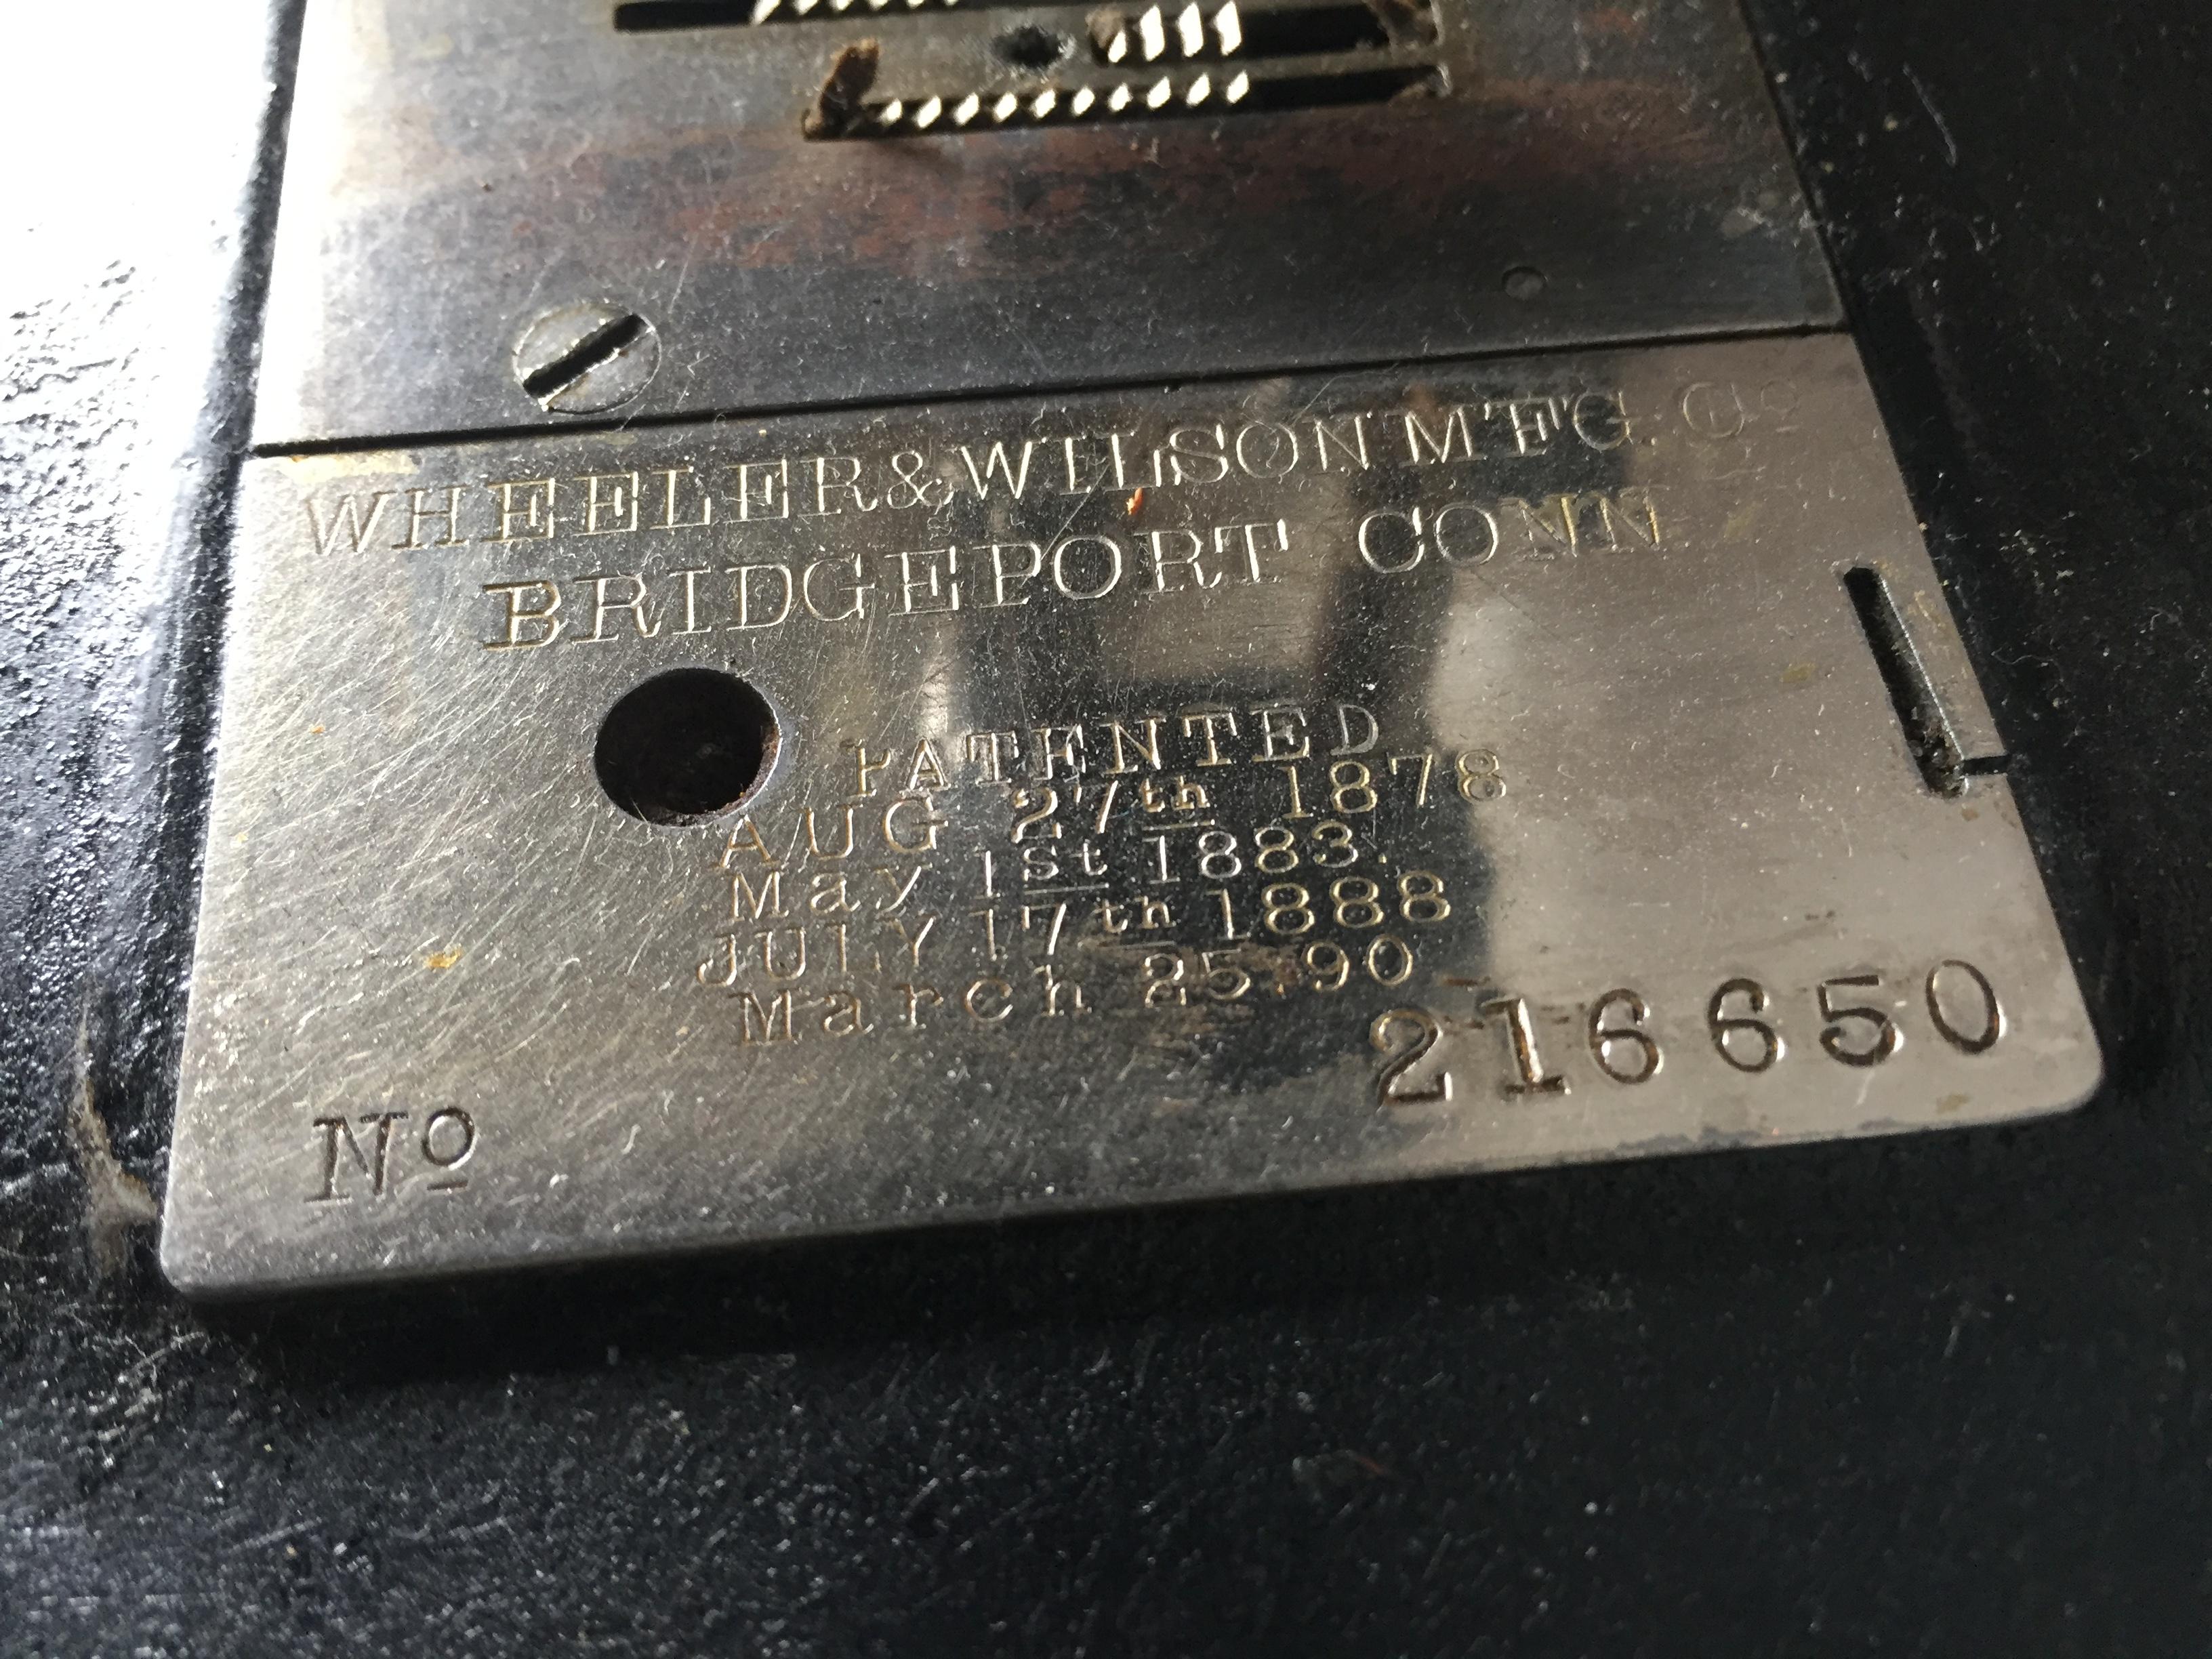 WHEELER & WILSON MFG. Co
BRIDGEPORT CONN
PATENTED
AUG 27th 1878
May 1st 1883.
JULY 17th 1888
March 25.90
No 216650